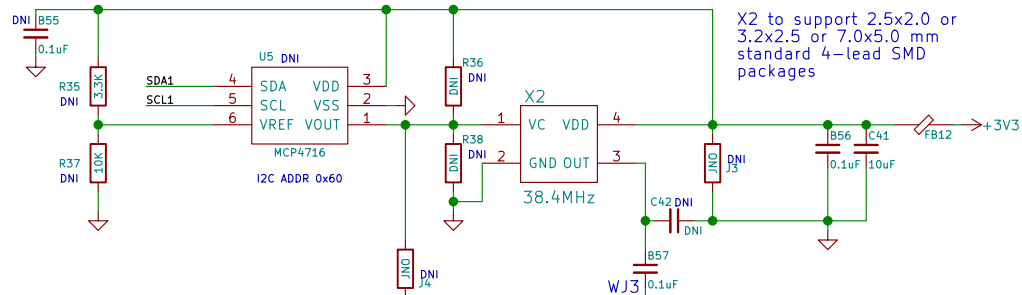 DNI B55
0.1uF
X2 to support 2.5x2.0 or
3.2x2.5 or 7.0x5.0 mm
standard 4-lead SMD
packages
U5 DNI
R35
DNI
3.3K
SDA1
SCL1
4 SDA VDD 3
5 SCL VSS 2
6 VREF VOUT 1
MCP4716
I2C ADDR 0x60
R36
DNI
DNI
X2
1 VC VDD 4
2 GND OUT 3
38.4MHz
R37
DNI
10K
R38
DNI
DNI
JNO
DNI
J3
B56
0.1uF
C41
10uF
FB12
+3V3
C42 DNI
DNI
JNO
DNI
J4
B57
0.1uF
WJ3